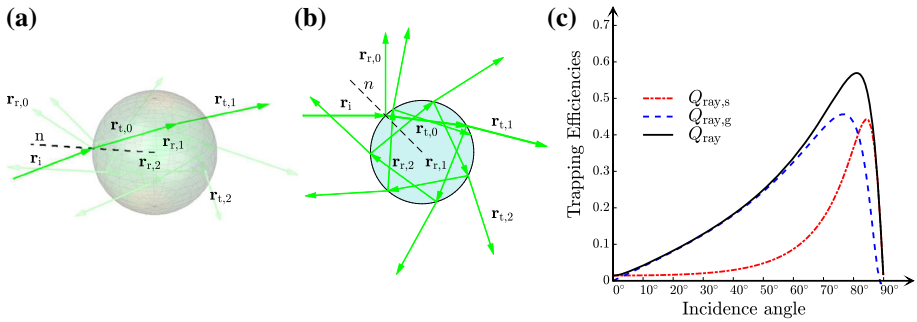 (a)
r_r,0
n
r_i
r_t,0
r_t,1
r_r,1
r_r,2
r_t,2
(b)
r_r,0
n
r_i
r_t,0
r_t,1
r_r,2
r_r,1
r_t,2
(c)
Trapping Efficiencies
0.7
0.6
0.5
0.4
0.3
0.2
0.1
0
Q_ray,s
Q_ray,g
Q_ray
0° 10° 20° 30° 40° 50° 60° 70° 80° 90°
Incidence angle